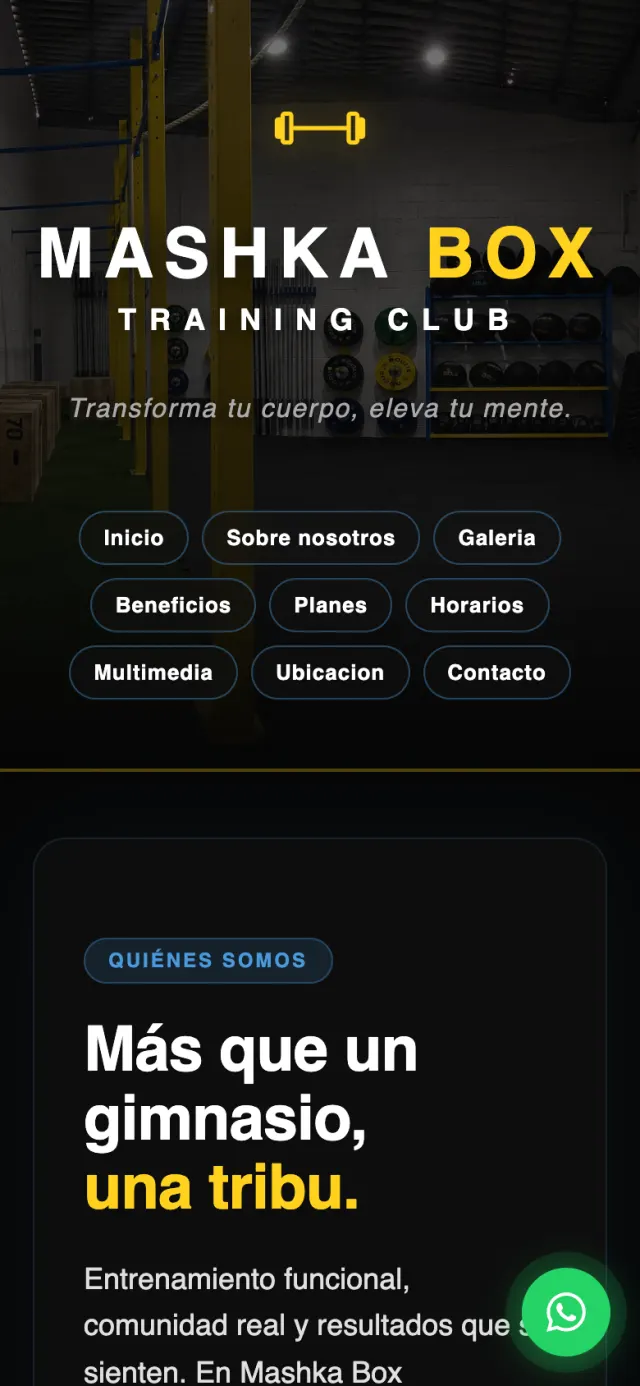 MASHKA BOX
TRAINING CLUB
Transforma tu cuerpo, eleva tu mente.
Inicio
Sobre nosotros
Galeria
Beneficios
Planes
Horarios
Multimedia
Ubicacion
Contacto
QUIÉNES SOMOS
Más que un
gimnasio,
una tribu.
Entrenamiento funcional,
comunidad real y resultados que
sienten. En Mashka Box
70